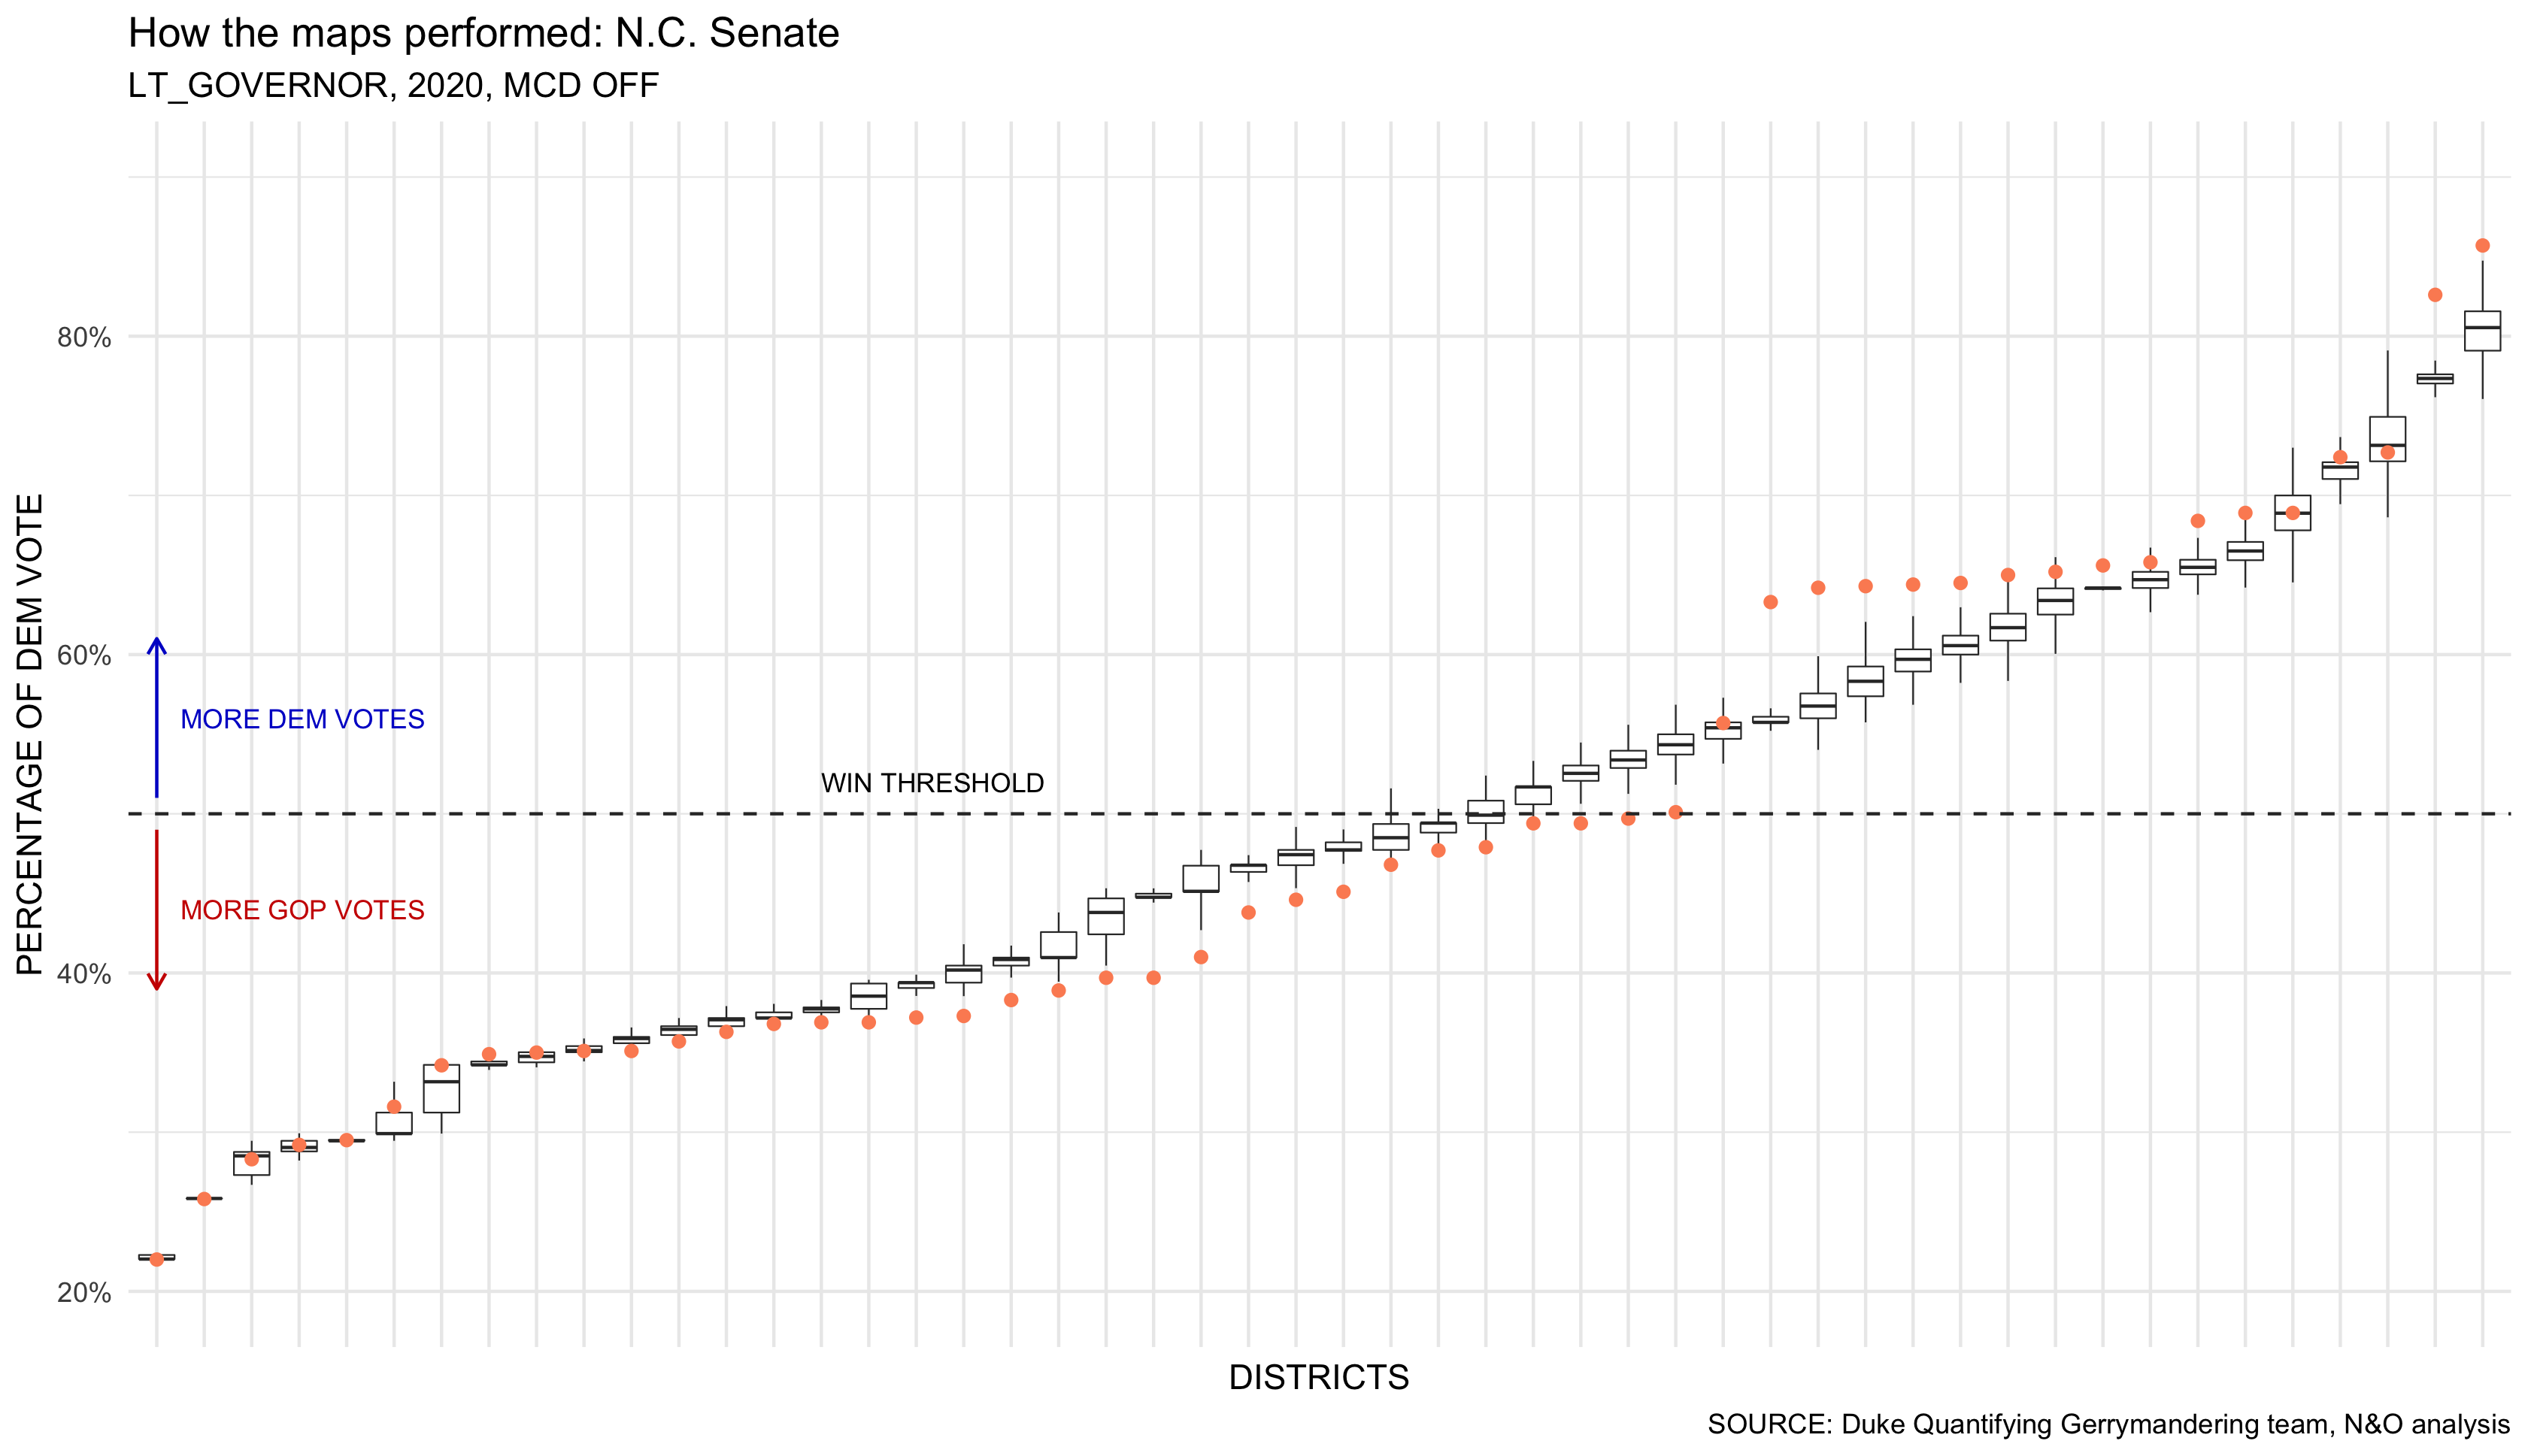 How the maps performed: N.C. Senate
LT_GOVERNOR, 2020, MCD OFF
PERCENTAGE OF DEM VOTE
80%
60%
40%
20%
MORE DEM VOTES
WIN THRESHOLD
MORE GOP VOTES
DISTRICTS
SOURCE: Duke Quantifying Gerrymandering team, N&O analysis